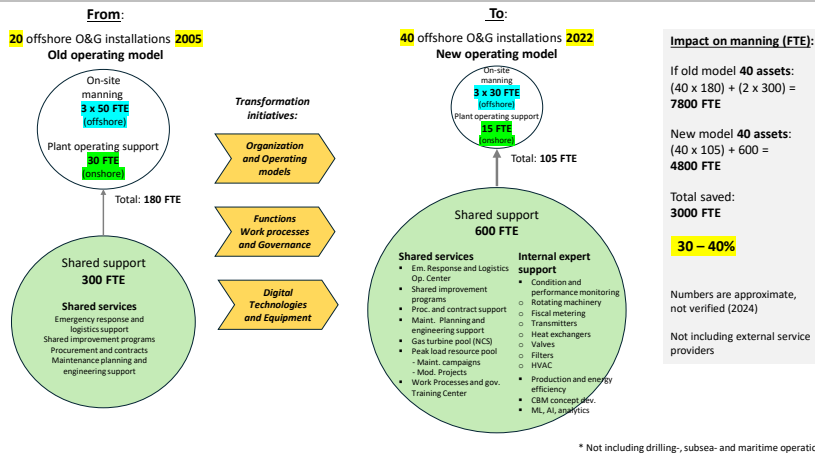 From:
20 offshore O&G installations 2005
Old operating model
On-site
manning
3 x 50 FTE
(offshore)
Plant operating support
30 FTE
(onshore)
Total: 180 FTE
Shared support
300 FTE
Shared services
Emergency response and
logistics support
Shared improvement programs
Procurement and contracts
Maintenance planning and
engineering support
Transformation
initiatives:
Organization
and Operating
models
Functions
Work processes
and Governance
Digital
Technologies
and Equipment
To:
40 offshore O&G installations 2022
New operating model
On-site
manning
3 x 30 FTE
(offshore)
Plant operating support
15 FTE
(onshore)
Total: 105 FTE
Shared support
600 FTE
Shared services
▪ Em. Response and Logistics
Op. Center
▪ Shared improvement
programs
▪ Proc. and contract support
▪ Maint. Planning and
engineering support
▪ Gas turbine pool (NCS)
▪ Peak load resource pool
- Maint. campaigns
- Mod. Projects
▪ Work Processes and gov.
Training Center
Internal expert
support
▪ Condition and
performance monitoring
o Rotating machinery
o Fiscal metering
o Transmitters
o Heat exchangers
o Valves
o Filters
o HVAC
▪ Production and energy
efficiency
▪ CBM concept dev.
▪ ML, AI, analytics
Impact on manning (FTE):
If old model 40 assets:
(40 x 180) + (2 x 300) =
7800 FTE
New model 40 assets:
(40 x 105) + 600 =
4800 FTE
Total saved:
3000 FTE
30 – 40%
Numbers are approximate,
not verified (2024)
Not including external service
providers
* Not including drilling-, subsea- and maritime operatio